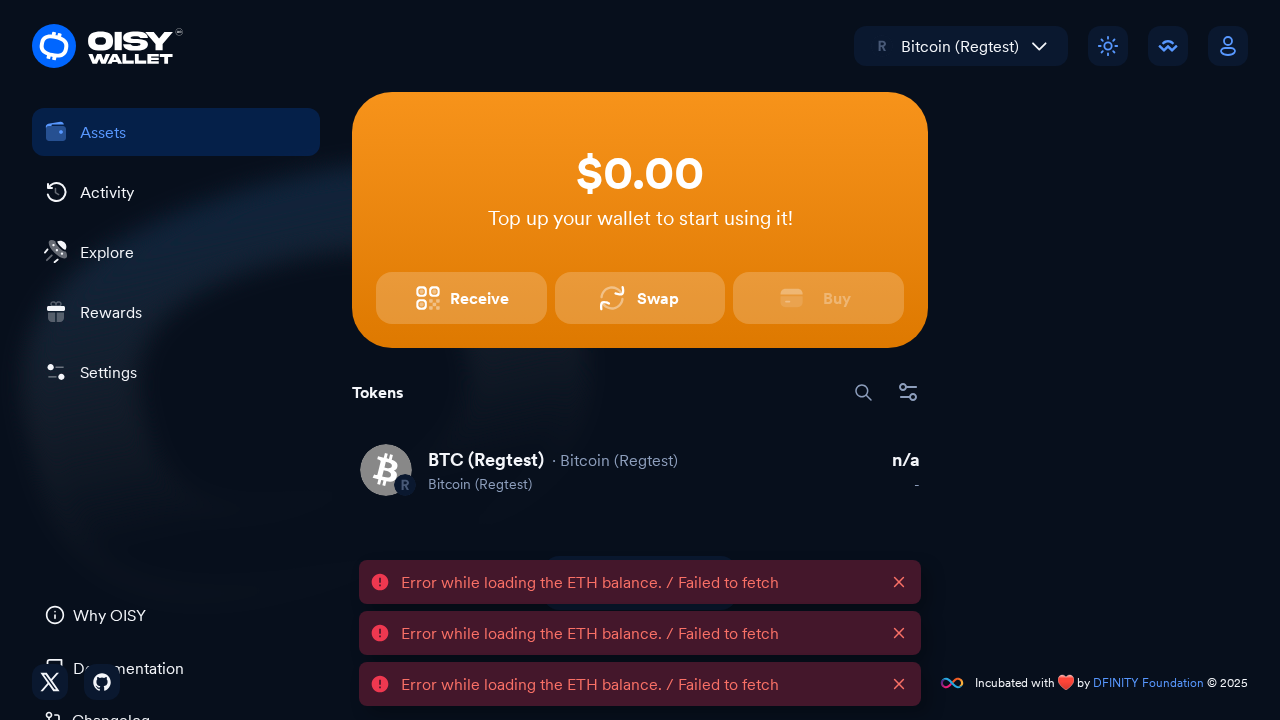 OISY
WALLET
R Bitcoin (Regtest)
Assets
Activity
Explore
Rewards
Settings
$0.00
Top up your wallet to start using it!
Receive
Swap
Buy
Tokens
BTC (Regtest) · Bitcoin (Regtest)
n/a
R
Bitcoin (Regtest)
-
Error while loading the ETH balance. / Failed to fetch
Error while loading the ETH balance. / Failed to fetch
Error while loading the ETH balance. / Failed to fetch
Why OISY
Documentation
Changelog
Incubated with ❤️ by DFINITY Foundation © 2025